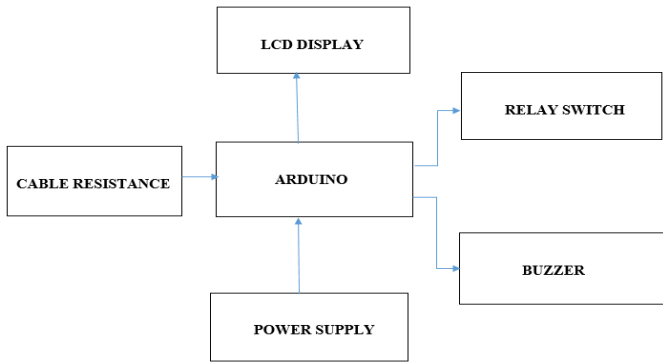 LCD DISPLAY
RELAY SWITCH
CABLE RESISTANCE
ARDUINO
BUZZER
POWER SUPPLY